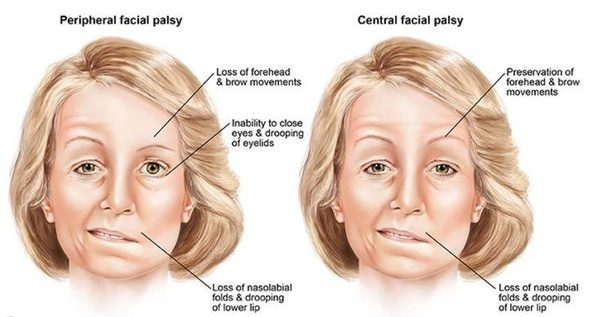 Peripheral facial palsy
Loss of forehead
& brow movements
Inability to close
eyes & drooping
of eyelids
Loss of nasolabial
folds & drooping
of lower lip
Central facial palsy
Preservation of
forehead & brow
movements
Loss of nasolabial
folds & drooping
of lower lip